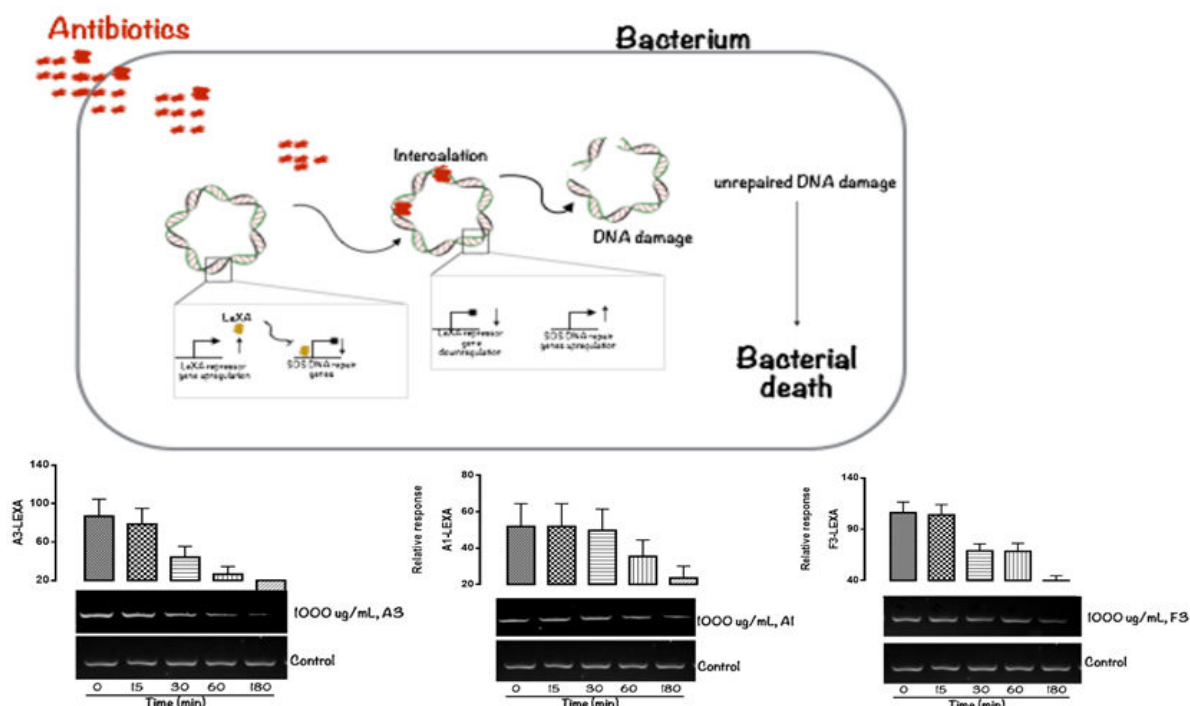 Antibiotics
Bacterium
Intercalation
DNA damage
unrepaired DNA damage
LeXA
LeXA repressor
gene upregulation
SOS DNA repair
genes
LeXA repressor
gene
downregulation
SOS DNA repair
genes upregulation
Bacterial
death
A3-LEXA
140
100
60
20
1000 ug/mL, A3
Control
0 15 30 60 180
Time (min)
Relative response
A1-LEXA
80
60
40
20
1000 ug/mL, A1
Control
0 15 30 60 180
Time (min)
Relative response
F3-LEXA
140
90
40
1000 ug/mL, F3
Control
0 15 30 60 180
Time (min)